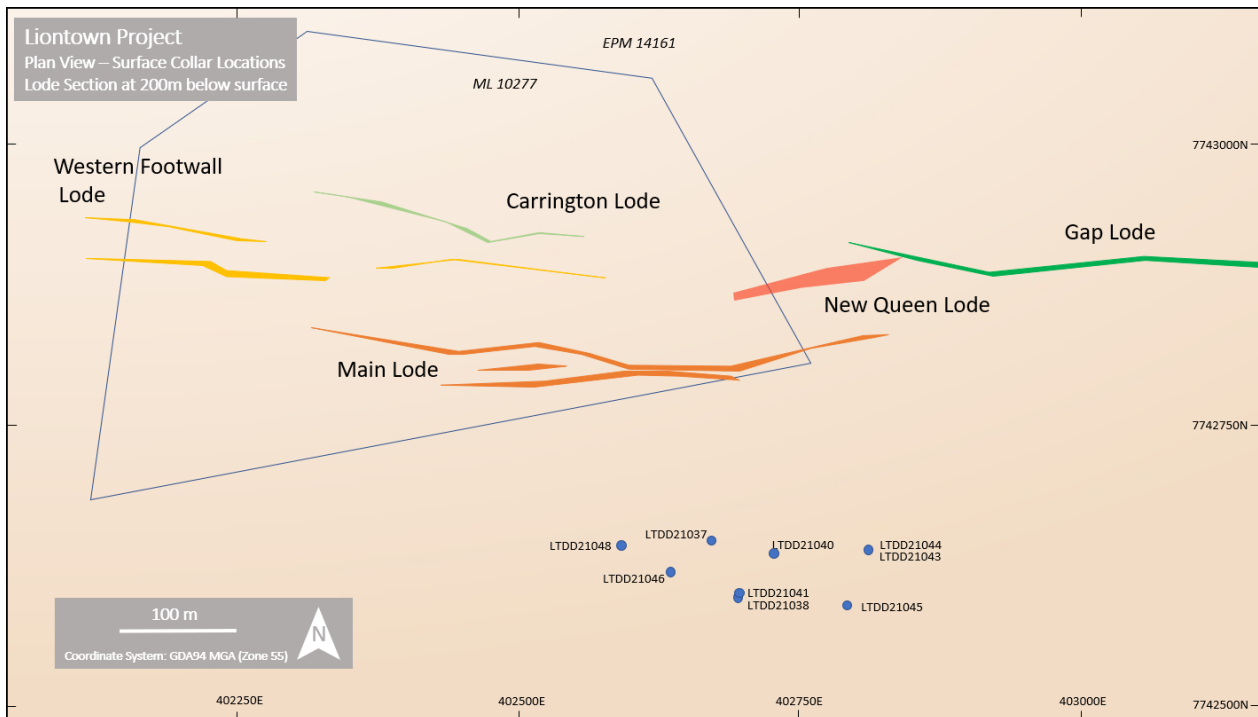 Liontown Project
Plan View – Surface Collar Locations
Lode Section at 200m below surface
EPM 14161
ML 10277
7743000N
Western Footwall
Lode
Carrington Lode
Gap Lode
New Queen Lode
Main Lode
7742750N
LTDD21048
LTDD21037
LTDD21040
LTDD21044
LTDD21043
LTDD21046
LTDD21041
LTDD21038
LTDD21045
100 m
N
Coordinate System: GDA94 MGA (Zone 55)
402250E
402500E
402750E
403000E
7742500N